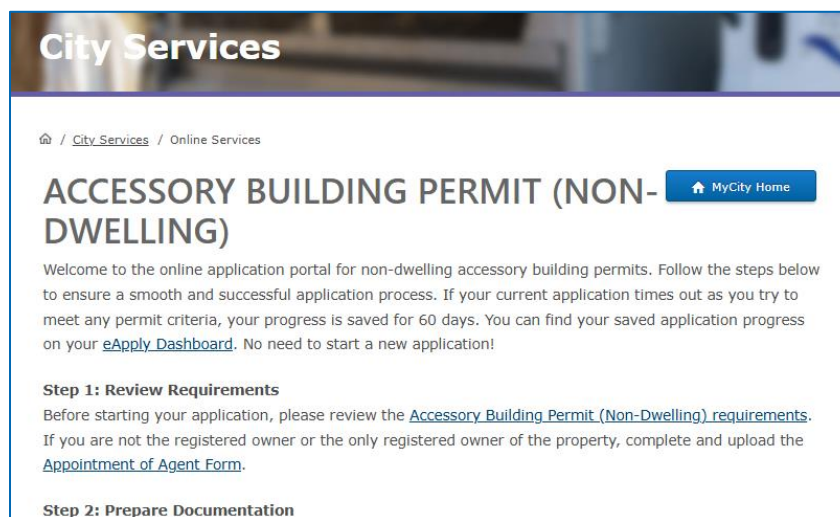 City Services
/ City Services / Online Services
ACCESSORY BUILDING PERMIT (NON-
DWELLING)
MyCity Home
Welcome to the online application portal for non-dwelling accessory building permits. Follow the steps below
to ensure a smooth and successful application process. If your current application times out as you try to
meet any permit criteria, your progress is saved for 60 days. You can find your saved application progress
on your eApply Dashboard. No need to start a new application!
Step 1: Review Requirements
Before starting your application, please review the Accessory Building Permit (Non-Dwelling) requirements.
If you are not the registered owner or the only registered owner of the property, complete and upload the
Appointment of Agent Form.
Step 2: Prepare Documentation